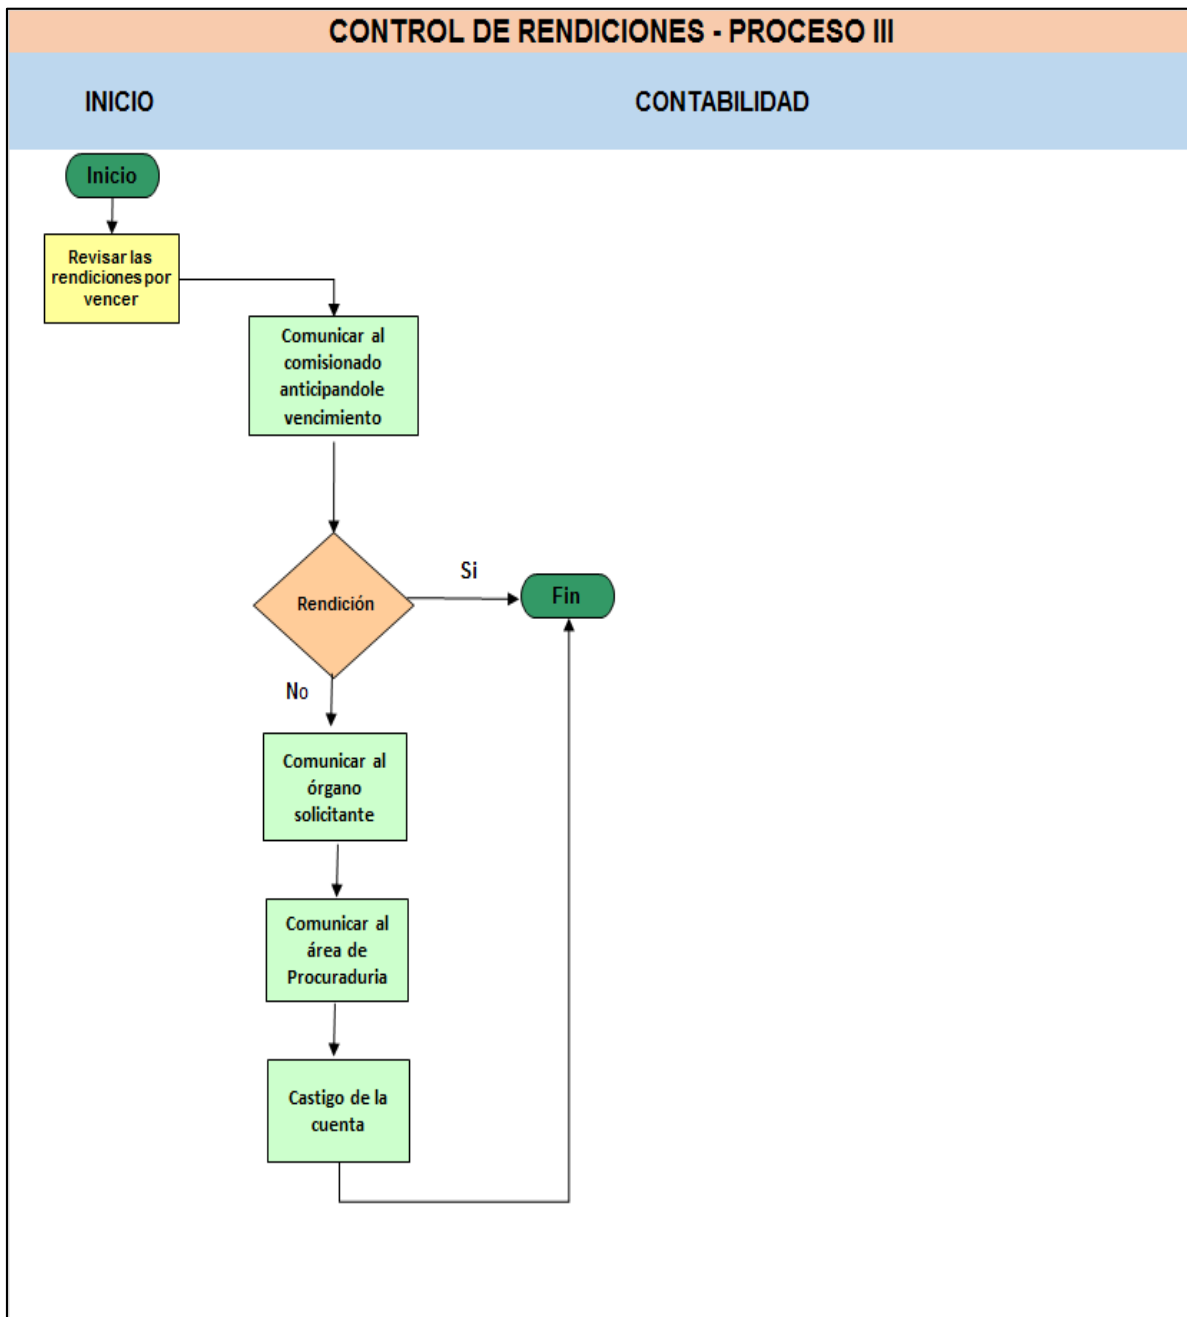 CONTROL DE RENDICIONES - PROCESO III
INICIO
CONTABILIDAD
Inicio
Revisar las
rendiciones por
vencer
Comunicar al
comisionado
anticipandole
vencimiento
Rendición
Si
Fin
No
Comunicar al
órgano
solicitante
Comunicar al
área de
Procuraduria
Castigo de la
cuenta